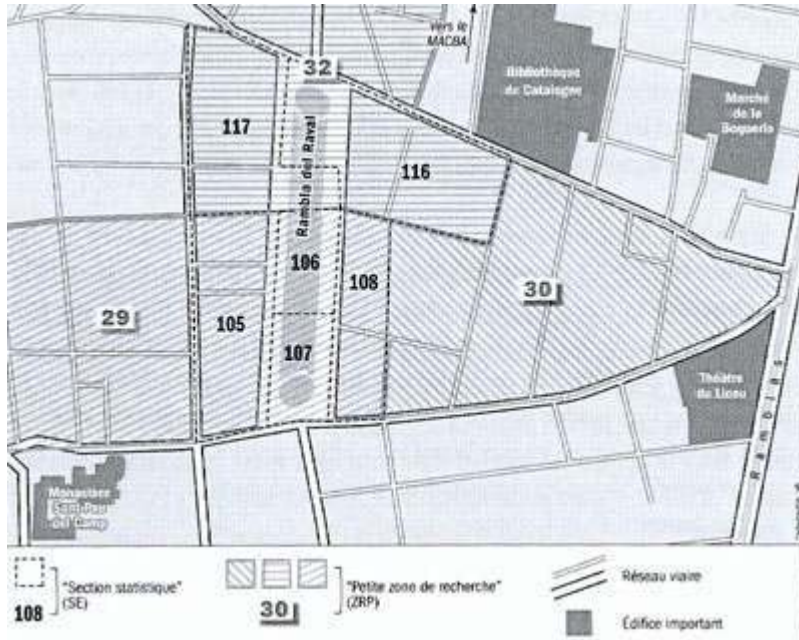 vers le
MACBA
32
Bibliothèque
de Catalogne
Marché
de la
Boqueria
117
Rambla del Raval
116
106
108
30
29
105
107
Théâtre
du Liceu
Ramblas
Monastère
Sant Pau
del Camp
"Section statistique"
(SE)
108
"Petite zone de recherche"
(ZRP)
30
Réseau viaire
Édifice important